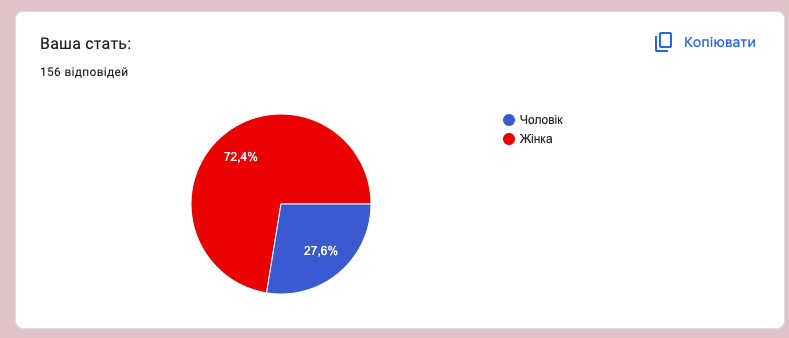 Ваша стать:
Копіювати
156 відповідей
72,4%
27,6%
Чоловік
Жінка